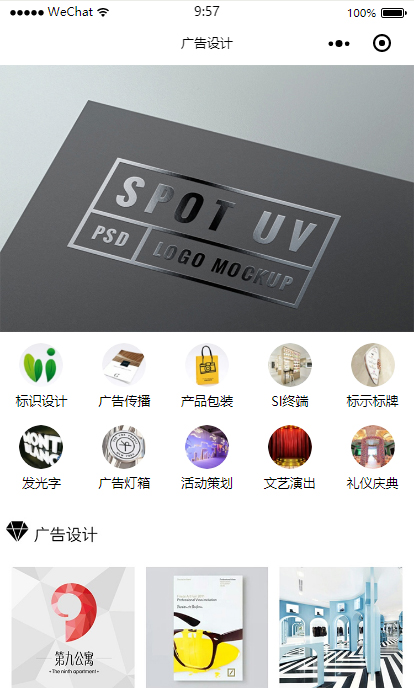 WeChat 9:57 100%
广告设计
SPOT UV
PSD LOGO MOCKUP
标识设计 广告传播 产品包装 SI终端 标示标牌
MONT
BLANC
发光字 广告灯箱 活动策划 文艺演出 礼仪庆典
广告设计
第九公寓
• The ninth apartment •